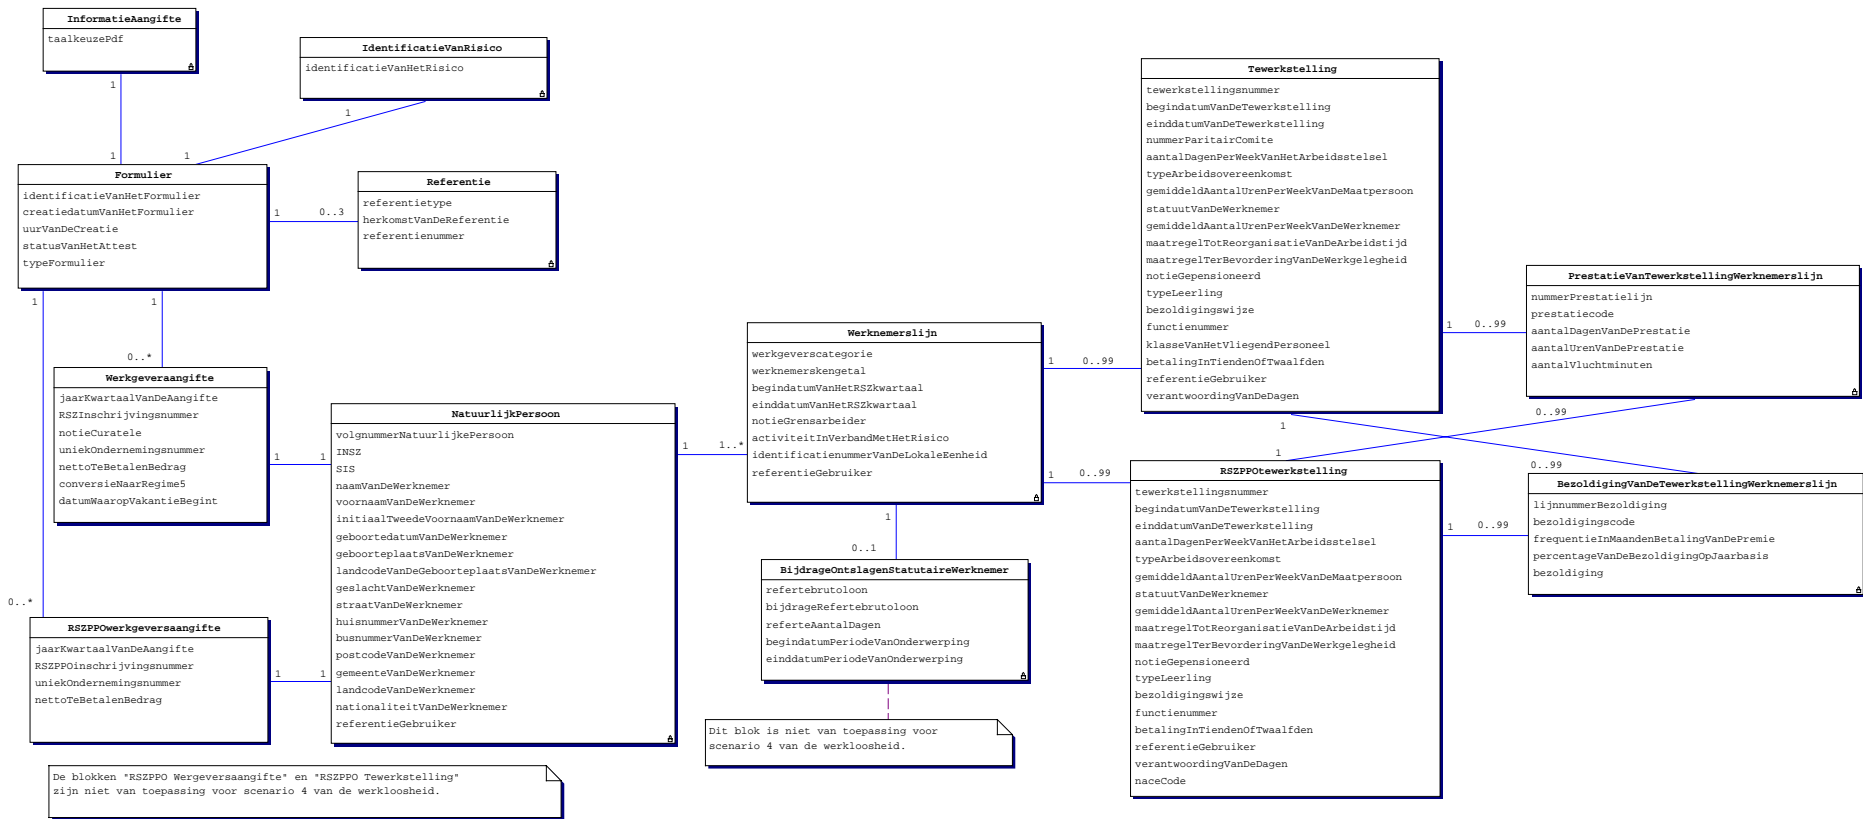 InformatieAangifte
taalkeuzePdf
1
1
IdentificatieVanRisico
identificatieVanHetRisico
1
1
Formulier
identificatieVanHetFormulier
creatiedatumVanHetFormulier
uurVanDeCreatie
statusVanHetAttest
typeFormulier
1
0..3
Referentie
referentietype
herkomstVanDeReferentie
referentienummer
1
1
0..*
0..*
Werkgeveraangifte
jaarKwartaalVanDeAangifte
RSZInschrijvingsnummer
notieCuratele
uniekOndernemingsnummer
nettoTeBetalenBedrag
conversieNaarRegime5
datumWaaropVakantieBegint
1
1
RSZPPOwerkgeversaangifte
jaarKwartaalVanDeAangifte
RSZPPOinschrijvingsnummer
uniekOndernemingsnummer
nettoTeBetalenBedrag
1
1
NatuurlijkPersoon
volgnummerNatuurlijkePersoon
INSZ
SIS
naamVanDeWerknemer
voornaamVanDeWerknemer
initiaalTweedeVoornaamVanDeWerknemer
geboortedatumVanDeWerknemer
geboorteplaatsVanDeWerknemer
landcodeVanDeGeboorteplaatsVanDeWerknemer
geslachtVanDeWerknemer
straatVanDeWerknemer
huisnummerVanDeWerknemer
busnummerVanDeWerknemer
postcodeVanDeWerknemer
gemeenteVanDeWerknemer
landcodeVanDeWerknemer
nationaliteitVanDeWerknemer
referentieGebruiker
1
1..*
Werknemerslijn
werkgeverscategorie
werknemerskengetal
begindatumVanHetRSZkwartaal
einddatumVanHetRSZkwartaal
notieGrensarbeider
activiteitInVerbandMetHetRisico
identificatienummerVanDeLokaleEenheid
referentieGebruiker
1
0..99
1
0..99
1
0..1
BijdrageOntslagenStatutaireWerknemer
refertebrutoloon
bijdrageRefertebrutoloon
referteAantalDagen
begindatumPeriodeVanOnderwerping
einddatumPeriodeVanOnderwerping
Dit blok is niet van toepassing voor
scenario 4 van de werkloosheid.
Tewerkstelling
tewerkstellingsnummer
begindatumVanDeTewerkstelling
einddatumVanDeTewerkstelling
nummerParitairComite
aantalDagenPerWeekVanHetArbeidsstelsel
typeArbeidsovereenkomst
gemiddeldAantalUrenPerWeekVanDeMaatpersoon
statuutVanDeWerknemer
gemiddeldAantalUrenPerWeekVanDeWerknemer
maatregelTotReorganisatieVanDeArbeidstijd
maatregelTerBevorderingVanDeWerkgelegheid
notieGepensioneerd
typeLeerling
bezoldigingswijze
functienummer
klasseVanHetVliegendPersoneel
betalingInTiendenOfTwaalfden
referentieGebruiker
verantwoordingVanDeDagen
1
0..99
PrestatieVanTewerkstellingWerknemerslijn
nummerPrestatielijn
prestatiecode
aantalDagenVanDePrestatie
aantalUrenVanDePrestatie
aantalVluchtminuten
0..99
1
1
0..99
RSZPPOtewerkstelling
tewerkstellingsnummer
begindatumVanDeTewerkstelling
einddatumVanDeTewerkstelling
aantalDagenPerWeekVanHetArbeidsstelsel
typeArbeidsovereenkomst
gemiddeldAantalUrenPerWeekVanDeMaatpersoon
statuutVanDeWerknemer
gemiddeldAantalUrenPerWeekVanDeWerknemer
maatregelTotReorganisatieVanDeArbeidstijd
maatregelTerBevorderingVanDeWerkgelegheid
notieGepensioneerd
typeLeerling
bezoldigingswijze
functienummer
betalingInTiendenOfTwaalfden
referentieGebruiker
verantwoordingVanDeDagen
naceCode
1
0..99
BezoldigingVanDeTewerkstellingWerknemerslijn
lijnnummerBezoldiging
bezoldigingscode
frequentieInMaandenBetalingVanDePremie
percentageVanDeBezoldigingOpJaarbasis
bezoldiging
De blokken "RSZPPO Wergeversaangifte" en "RSZPPO Tewerkstelling"
zijn niet van toepassing voor scenario 4 van de werkloosheid.